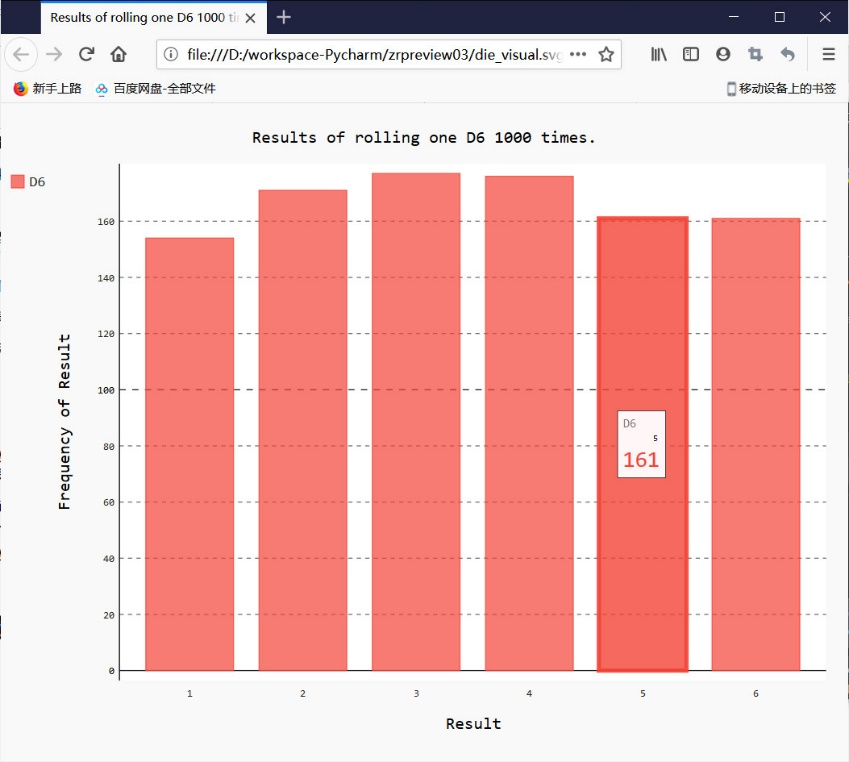 Results of rolling one D6 1000 ti
file:///D:/workspace-Pycharm/zrpreview03/die_visual.svg
新手上路
百度网盘-全部文件
移动设备上的书签
Results of rolling one D6 1000 times.
D6
160
140
120
100
80
60
40
20
0
Frequency of Result
D6
5
161
1
2
3
4
5
6
Result